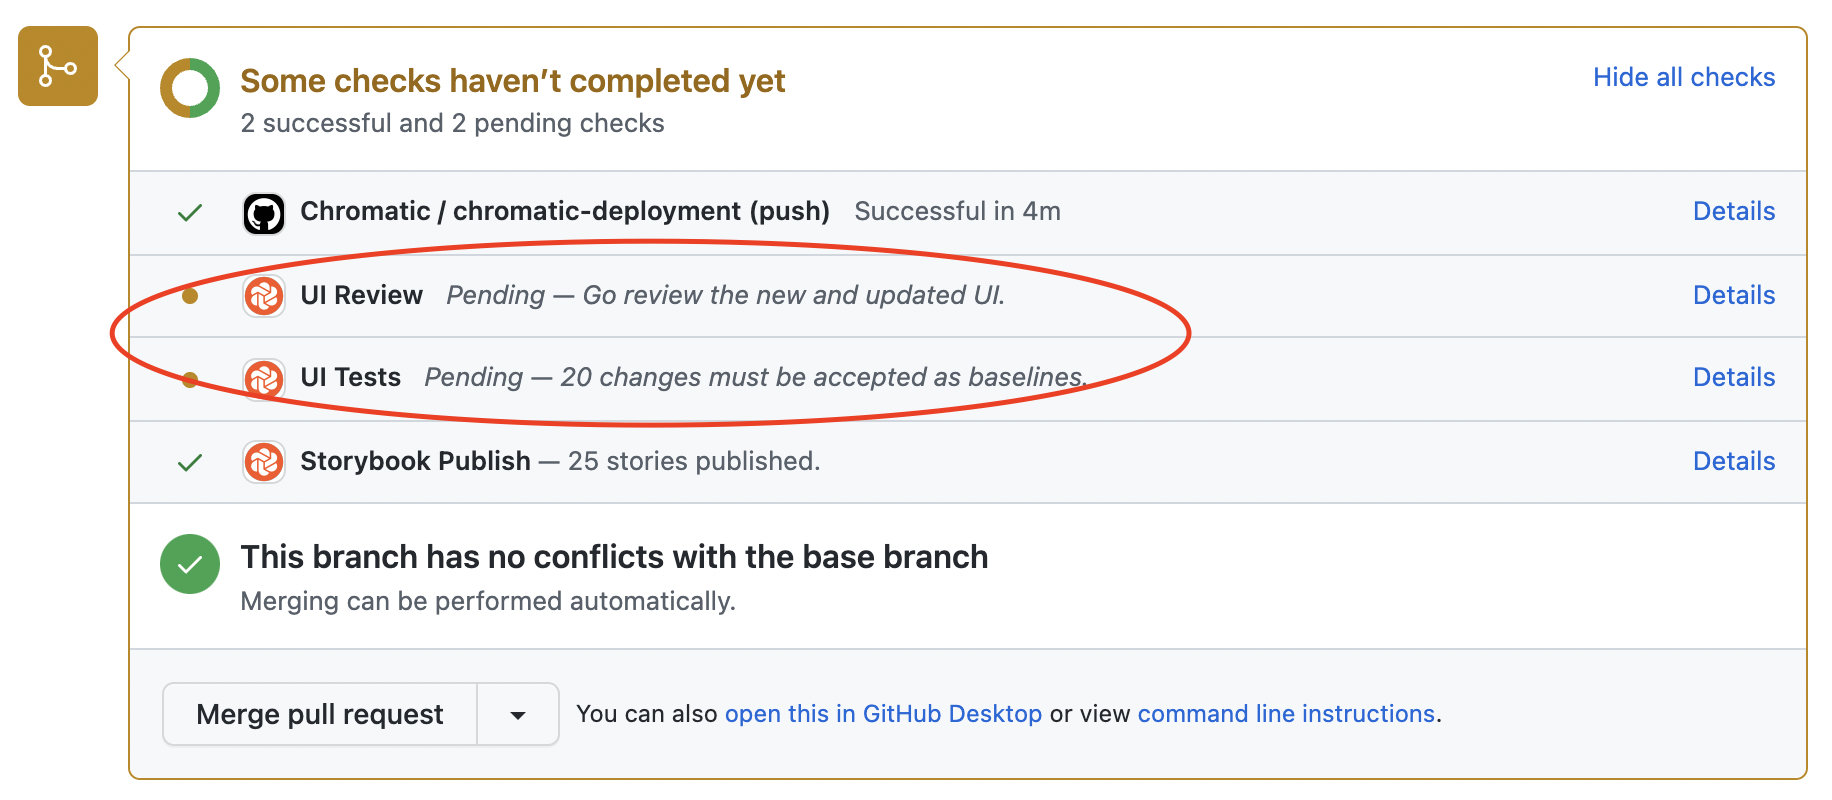 Some checks haven’t completed yet
Hide all checks
2 successful and 2 pending checks
Chromatic / chromatic-deployment (push) Successful in 4m Details
UI Review Pending — Go review the new and updated UI. Details
UI Tests Pending — 20 changes must be accepted as baselines. Details
Storybook Publish — 25 stories published. Details
This branch has no conflicts with the base branch
Merging can be performed automatically.
Merge pull request You can also open this in GitHub Desktop or view command line instructions.